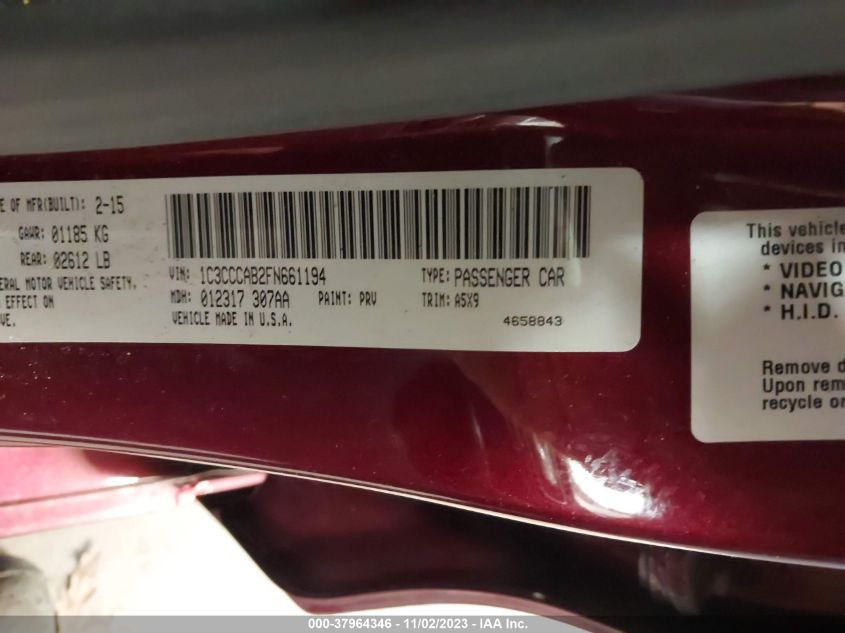 E OF MFR(BUILT): 2-15
GAWR: 01185 KG
REAR: 02612 LB
ERAL MOTOR VEHICLE SAFETY,
EFFECT ON
VE.
VIN: 1C3CCCAB2FN661194 TYPE: PASSENGER CAR
MDH: 012317 307AA PAINT: PRV TRIM: A5X9
VEHICLE MADE IN U.S.A. 4658843
This vehicle
devices in
* VIDEO
* NAVIG
* H.I.D.
Remove d
Upon rem
recycle or
000-37964346 - 11/02/2023 - IAA Inc.